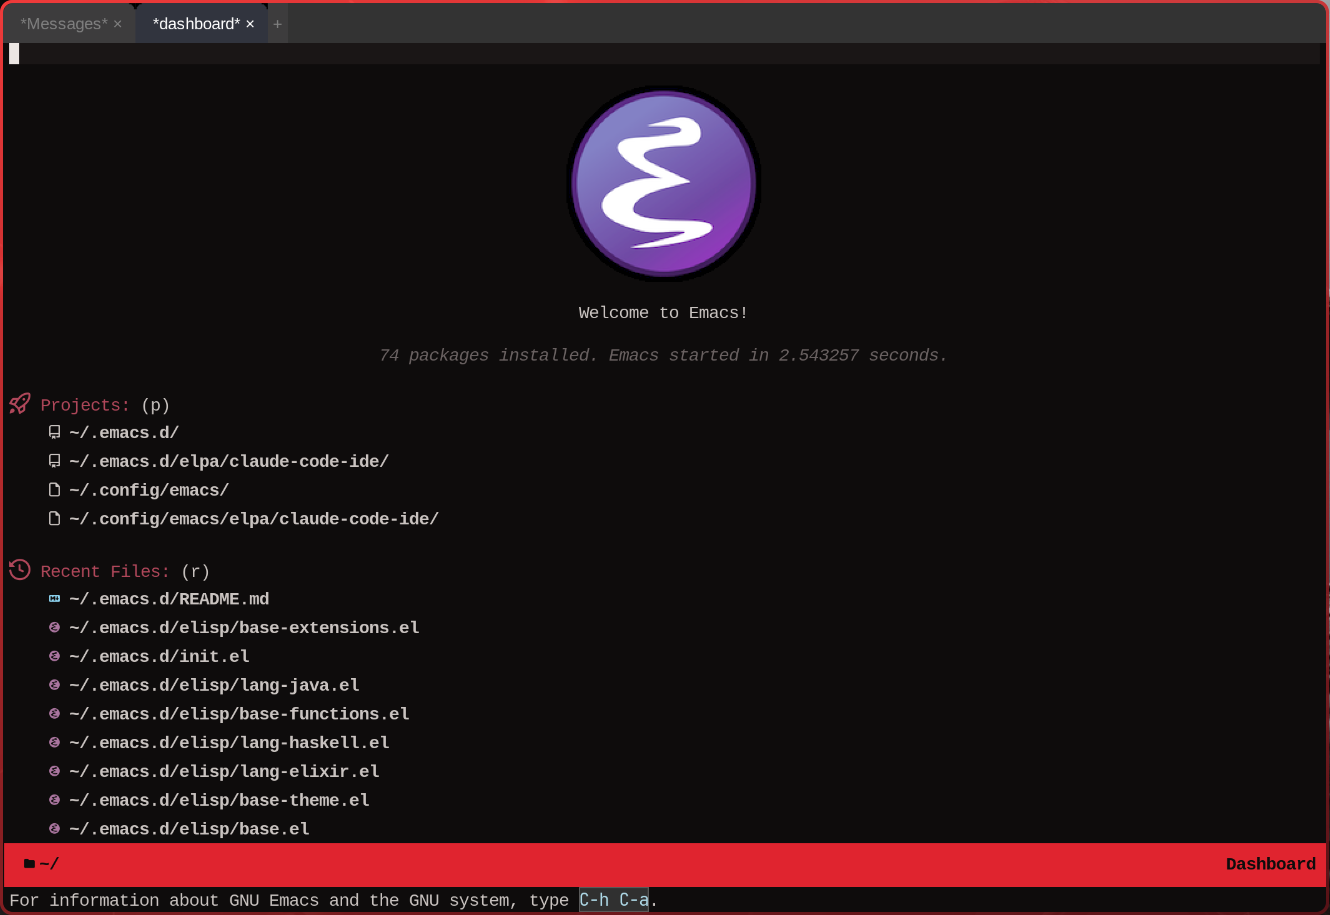 *Messages* × *dashboard* × +
Welcome to Emacs!
74 packages installed. Emacs started in 2.543257 seconds.
Projects: (p)
~/.emacs.d/
~/.emacs.d/elpa/claude-code-ide/
~/.config/emacs/
~/.config/emacs/elpa/claude-code-ide/
Recent Files: (r)
~/.emacs.d/README.md
~/.emacs.d/elisp/base-extensions.el
~/.emacs.d/init.el
~/.emacs.d/elisp/lang-java.el
~/.emacs.d/elisp/base-functions.el
~/.emacs.d/elisp/lang-haskell.el
~/.emacs.d/elisp/lang-elixir.el
~/.emacs.d/elisp/base-theme.el
~/.emacs.d/elisp/base.el
~/ Dashboard
For information about GNU Emacs and the GNU system, type C-h C-a.